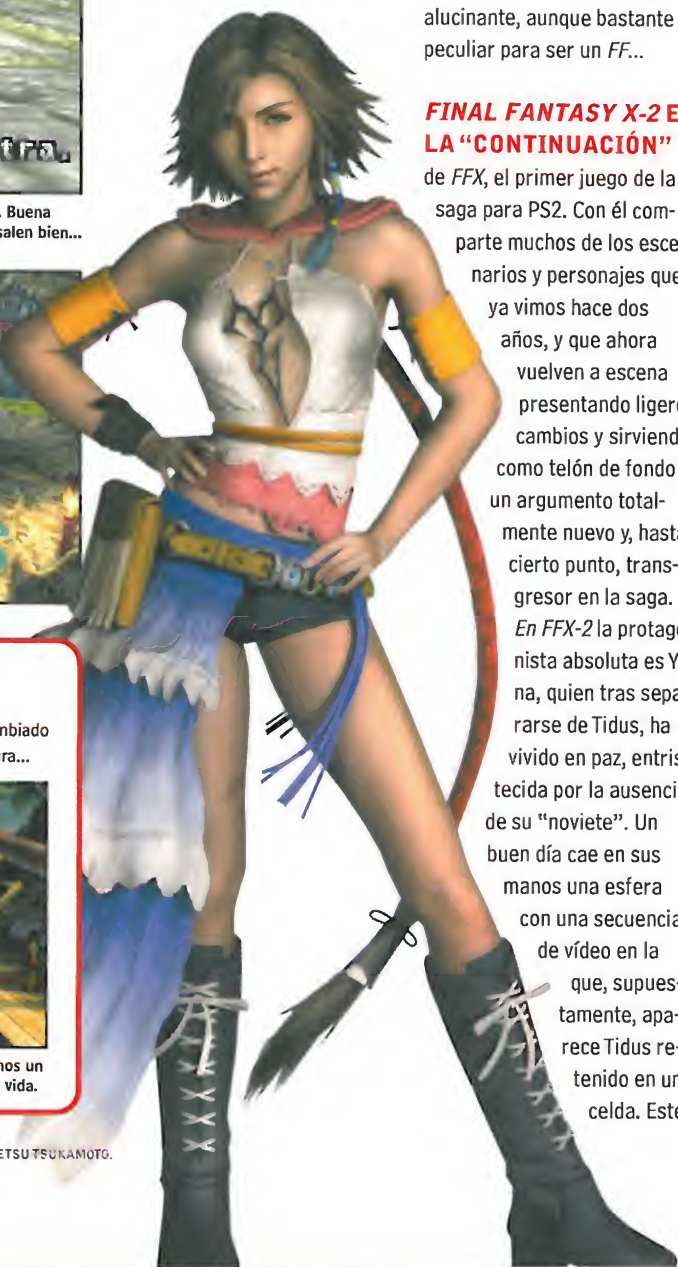 tra.
. Buena
salen bien...
nbiado
ra...
nos un
vida.
ETSU TSUKAMOTO.
alucinante, aunque bastante
peculiar para ser un FF...
FINAL FANTASY X-2 E
LA "CONTINUACIÓN"
de FFX, el primer juego de la
saga para PS2. Con él com-
parte muchos de los esce
narios y personajes que
ya vimos hace dos
años, y que ahora
vuelven a escena
presentando ligero
cambios y sirviend
como telón de fondo
un argumento total-
mente nuevo y, hasta
cierto punto, trans-
gresor en la saga.
En FFX-2 la protago
nista absoluta es Y
na, quien tras sepa
rarse de Tidus, ha
vivido en paz, entris
tecida por la ausenci
de su "noviete". Un
buen día cae en sus
manos una esfera
con una secuencia
de vídeo en la
que, supues-
tamente, apa-
rece Tidus re-
tenido en un
celda. Este